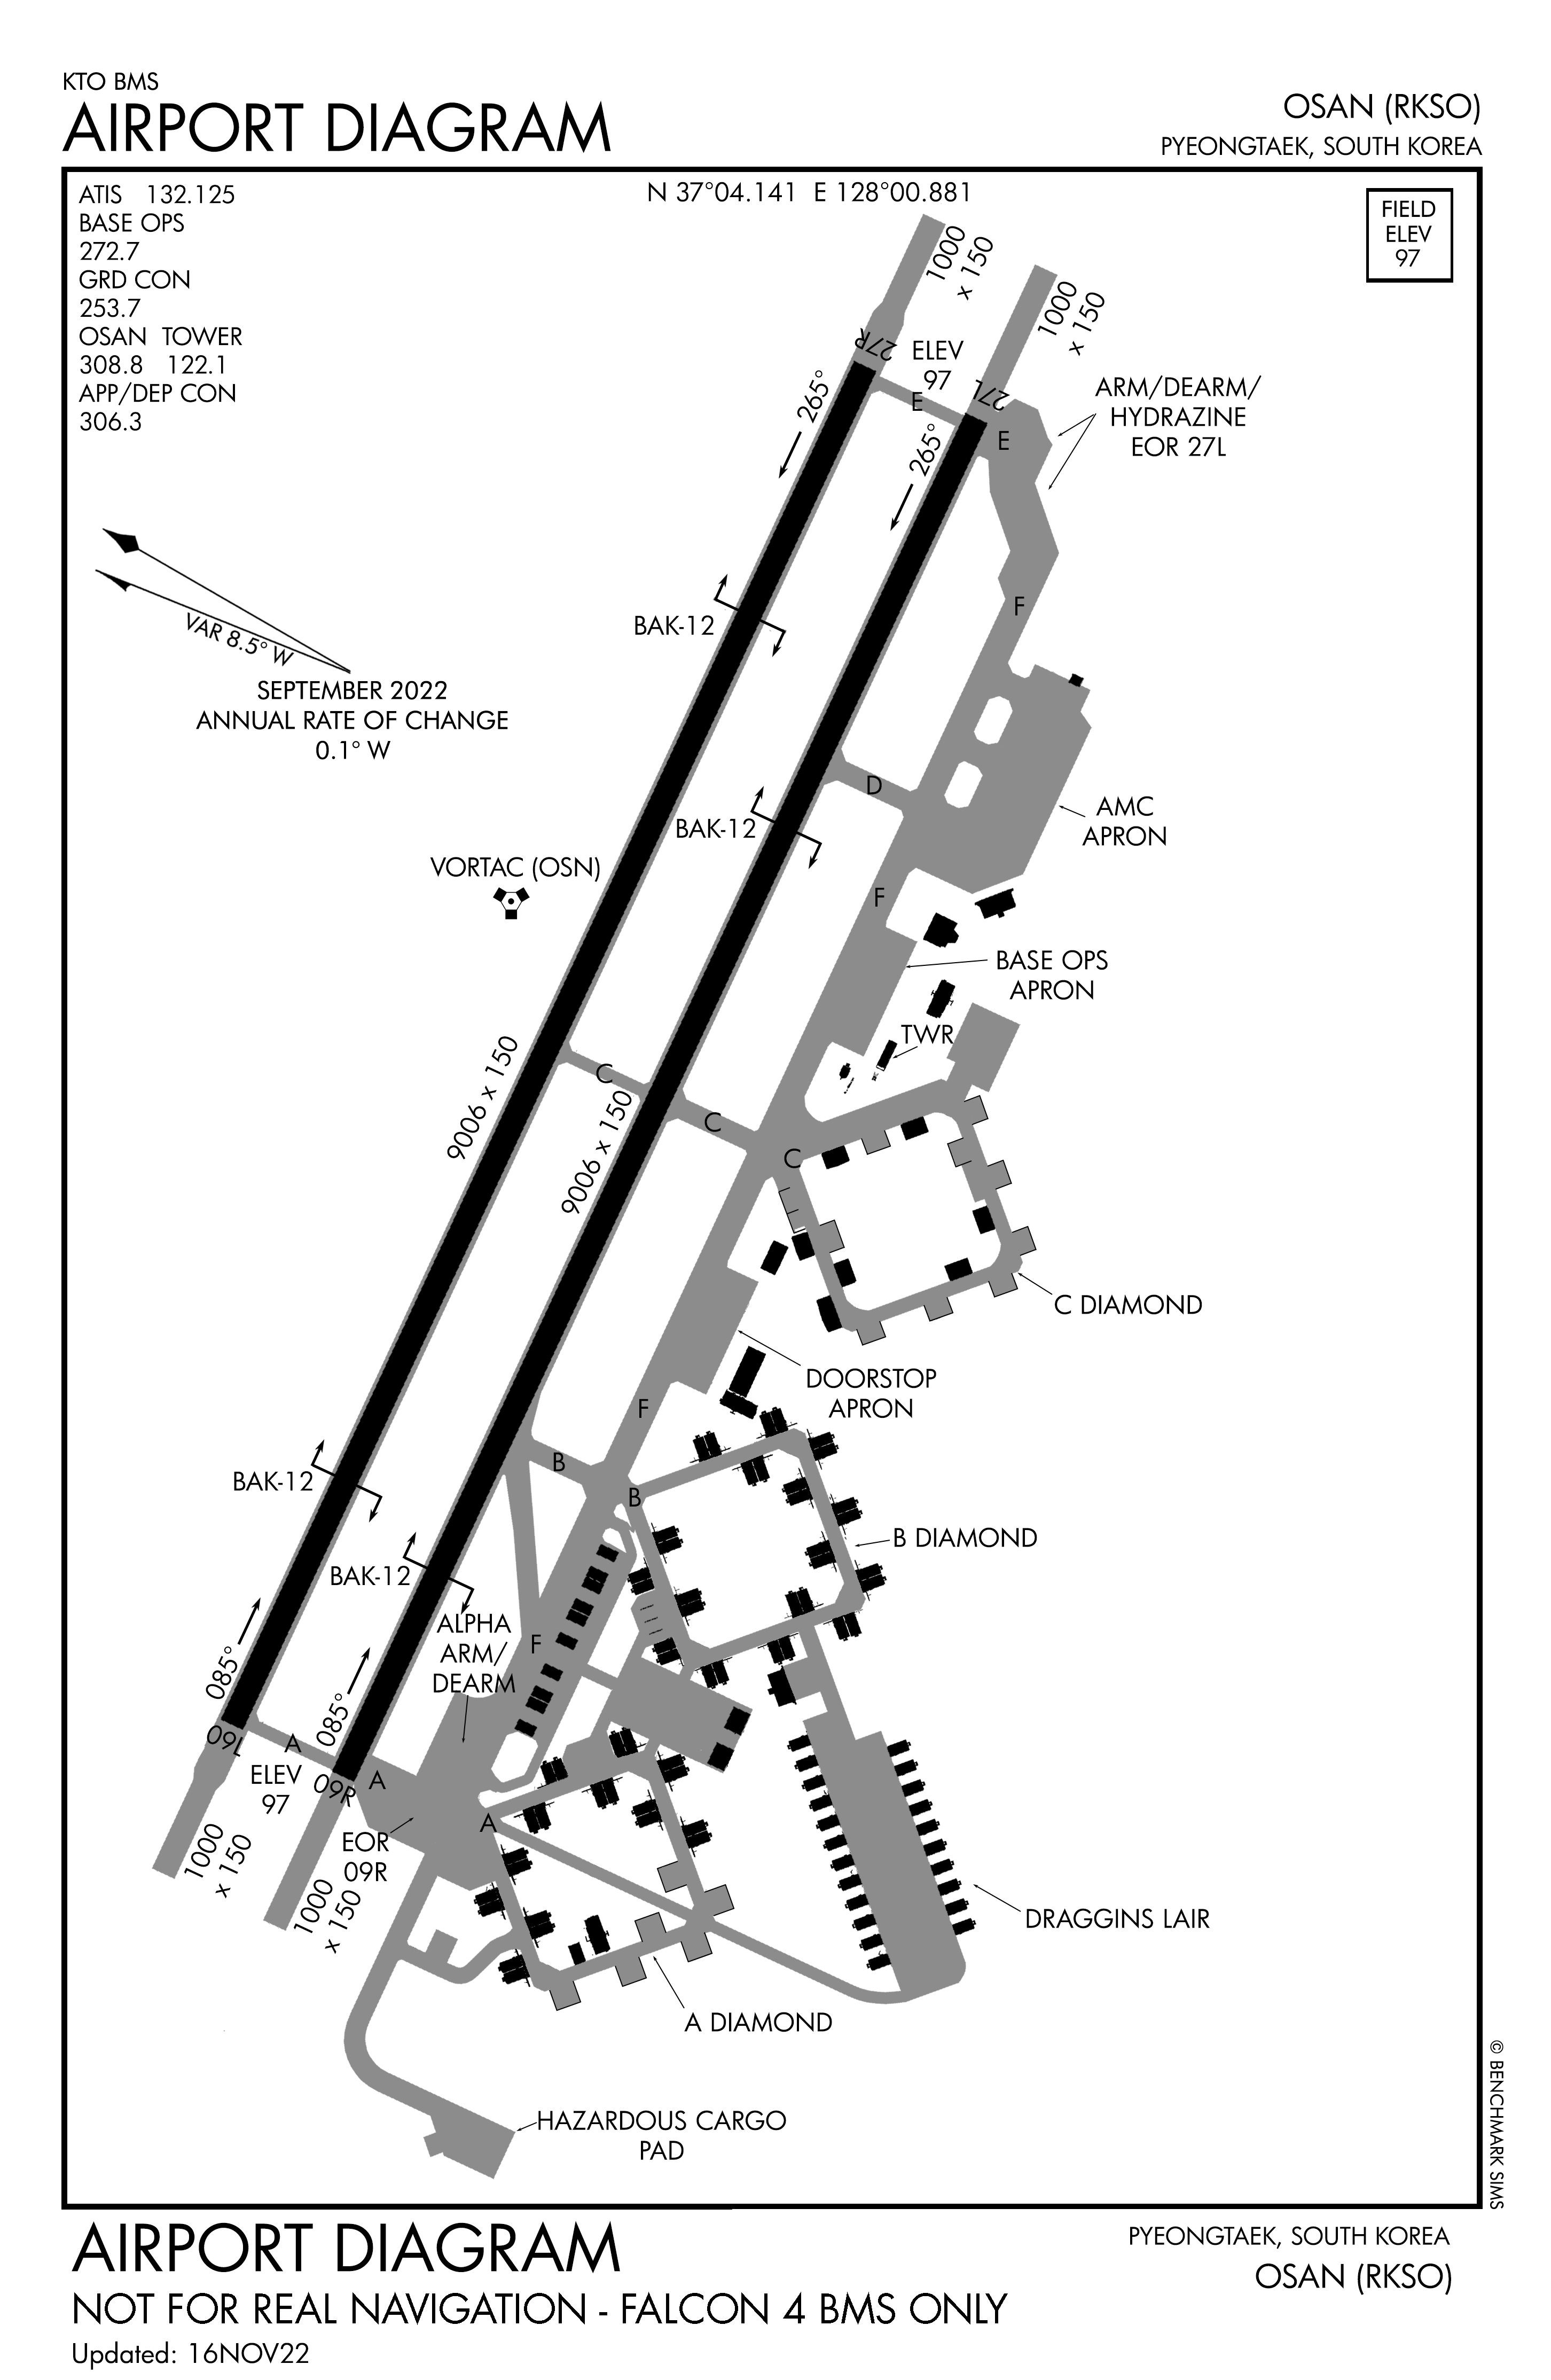 KTO BMS
AIRPORT DIAGRAM
OSAN (RKSO)
PYEONGTAEK, SOUTH KOREA
ATIS 132.125
BASE OPS
272.7
GRD CON
253.7
OSAN TOWER
308.8 122.1
APP/DEP CON
306.3
N 37°04.141 E 128°00.881
FIELD
ELEV
97
1000
x 150
1000
x 150
27R
ELEV
97
27L
E
E
265°
265°
ARM/DEARM/
HYDRAZINE
EOR 27L
VAR 8.5° W
SEPTEMBER 2022
ANNUAL RATE OF CHANGE
0.1° W
BAK-12
F
D
BAK-12
AMC
APRON
VORTAC (OSN)
F
BASE OPS
APRON
TWR
9006 x 150
9006 x 150
C
C
C
C DIAMOND
DOORSTOP
APRON
F
B
B
BAK-12
B DIAMOND
BAK-12
ALPHA
ARM/
DEARM
F
085°
085°
09L
A
ELEV
97
09R
A
A
EOR
09R
1000
x 150
1000
x 150
DRAGGINS LAIR
A DIAMOND
HAZARDOUS CARGO
PAD
© BENCHMARK SIMS
AIRPORT DIAGRAM
NOT FOR REAL NAVIGATION - FALCON 4 BMS ONLY
Updated: 16NOV22
PYEONGTAEK, SOUTH KOREA
OSAN (RKSO)